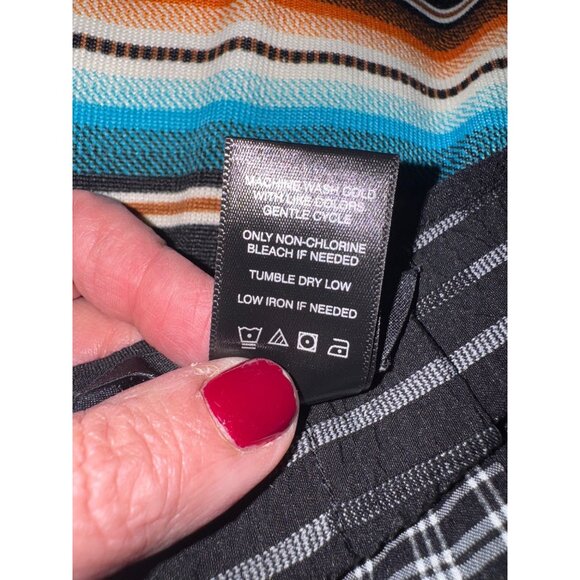 MACHINE WASH COLD
WITH LIKE COLORS
GENTLE CYCLE
ONLY NON-CHLORINE
BLEACH IF NEEDED
TUMBLE DRY LOW
LOW IRON IF NEEDED